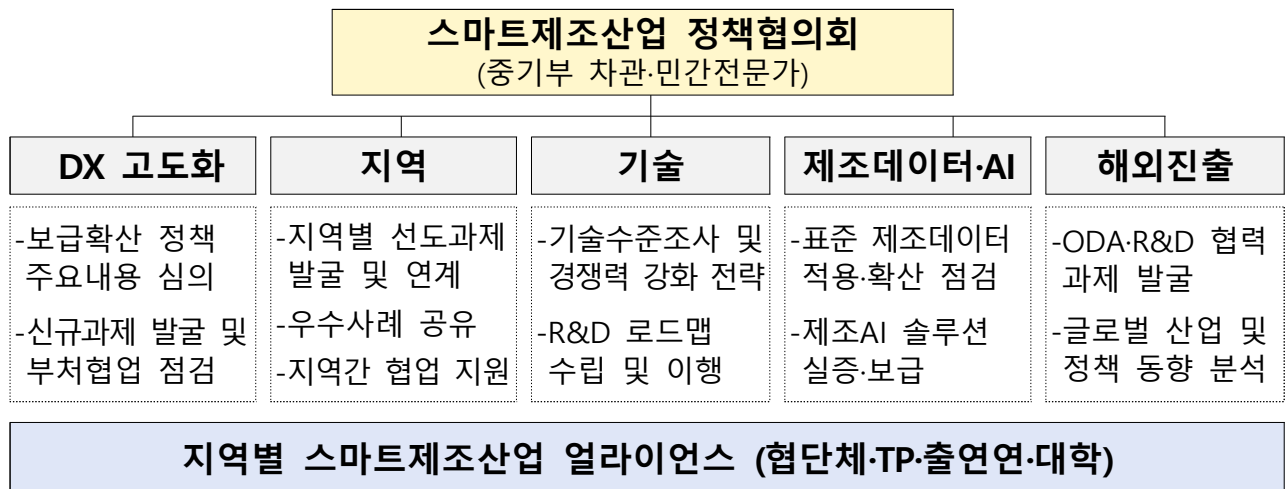 스마트제조산업 정책협의회
(중기부 차관·민간전문가)
DX 고도화
-보급확산 정책
주요내용 심의
-신규과제 발굴 및
부처협업 점검
지역
-지역별 선도과제
발굴 및 연계
-우수사례 공유
-지역간 협업 지원
기술
-기술수준조사 및
경쟁력 강화 전략
-R&D 로드맵
수립 및 이행
제조데이터·AI
-표준 제조데이터
적용·확산 점검
-제조AI 솔루션
실증·보급
해외진출
-ODA·R&D 협력
과제 발굴
-글로벌 산업 및
정책 동향 분석
지역별 스마트제조산업 얼라이언스 (협단체·TP·출연연·대학)